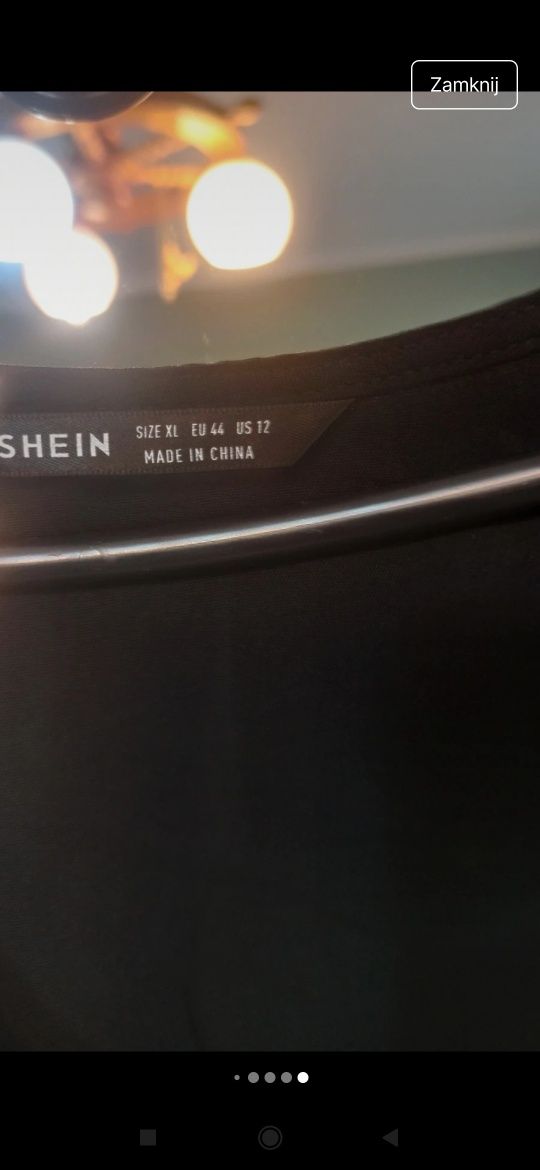 Zamknij
SHEIN
SIZE XL EU 44 US 12
MADE IN CHINA